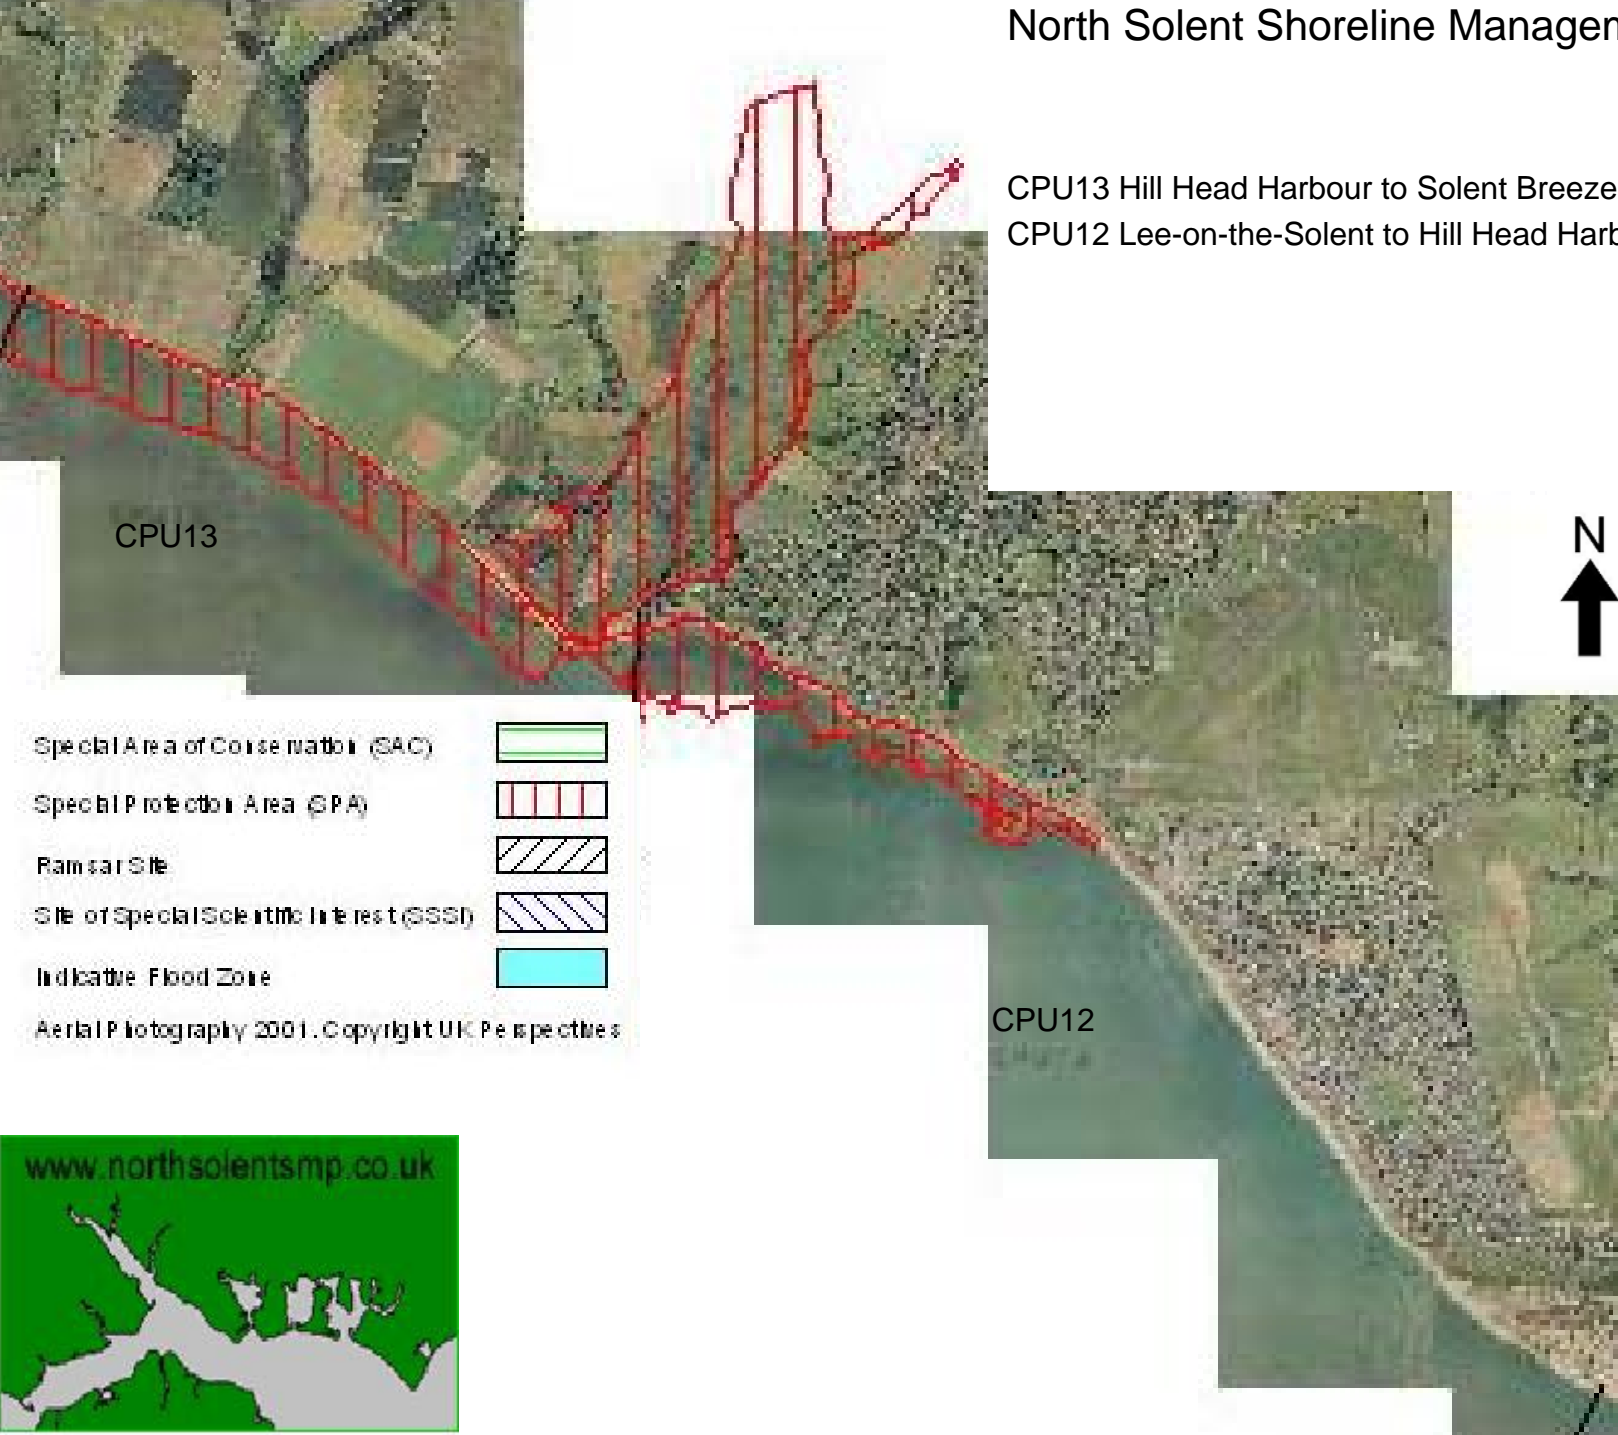 North Solent Shoreline Managem
CPU13 Hill Head Harbour to Solent Breeze
CPU12 Lee-on-the-Solent to Hill Head Harb
CPU13
N
Special Area of Conservation (SAC)
Special Protection Area (SPA)
Ramsar Site
Site of Special Scientific Interest (SSSI)
Indicative Flood Zone
Aerial Photography 2001. Copyright UK Perspectives
CPU12
www.northsolentsmp.co.uk